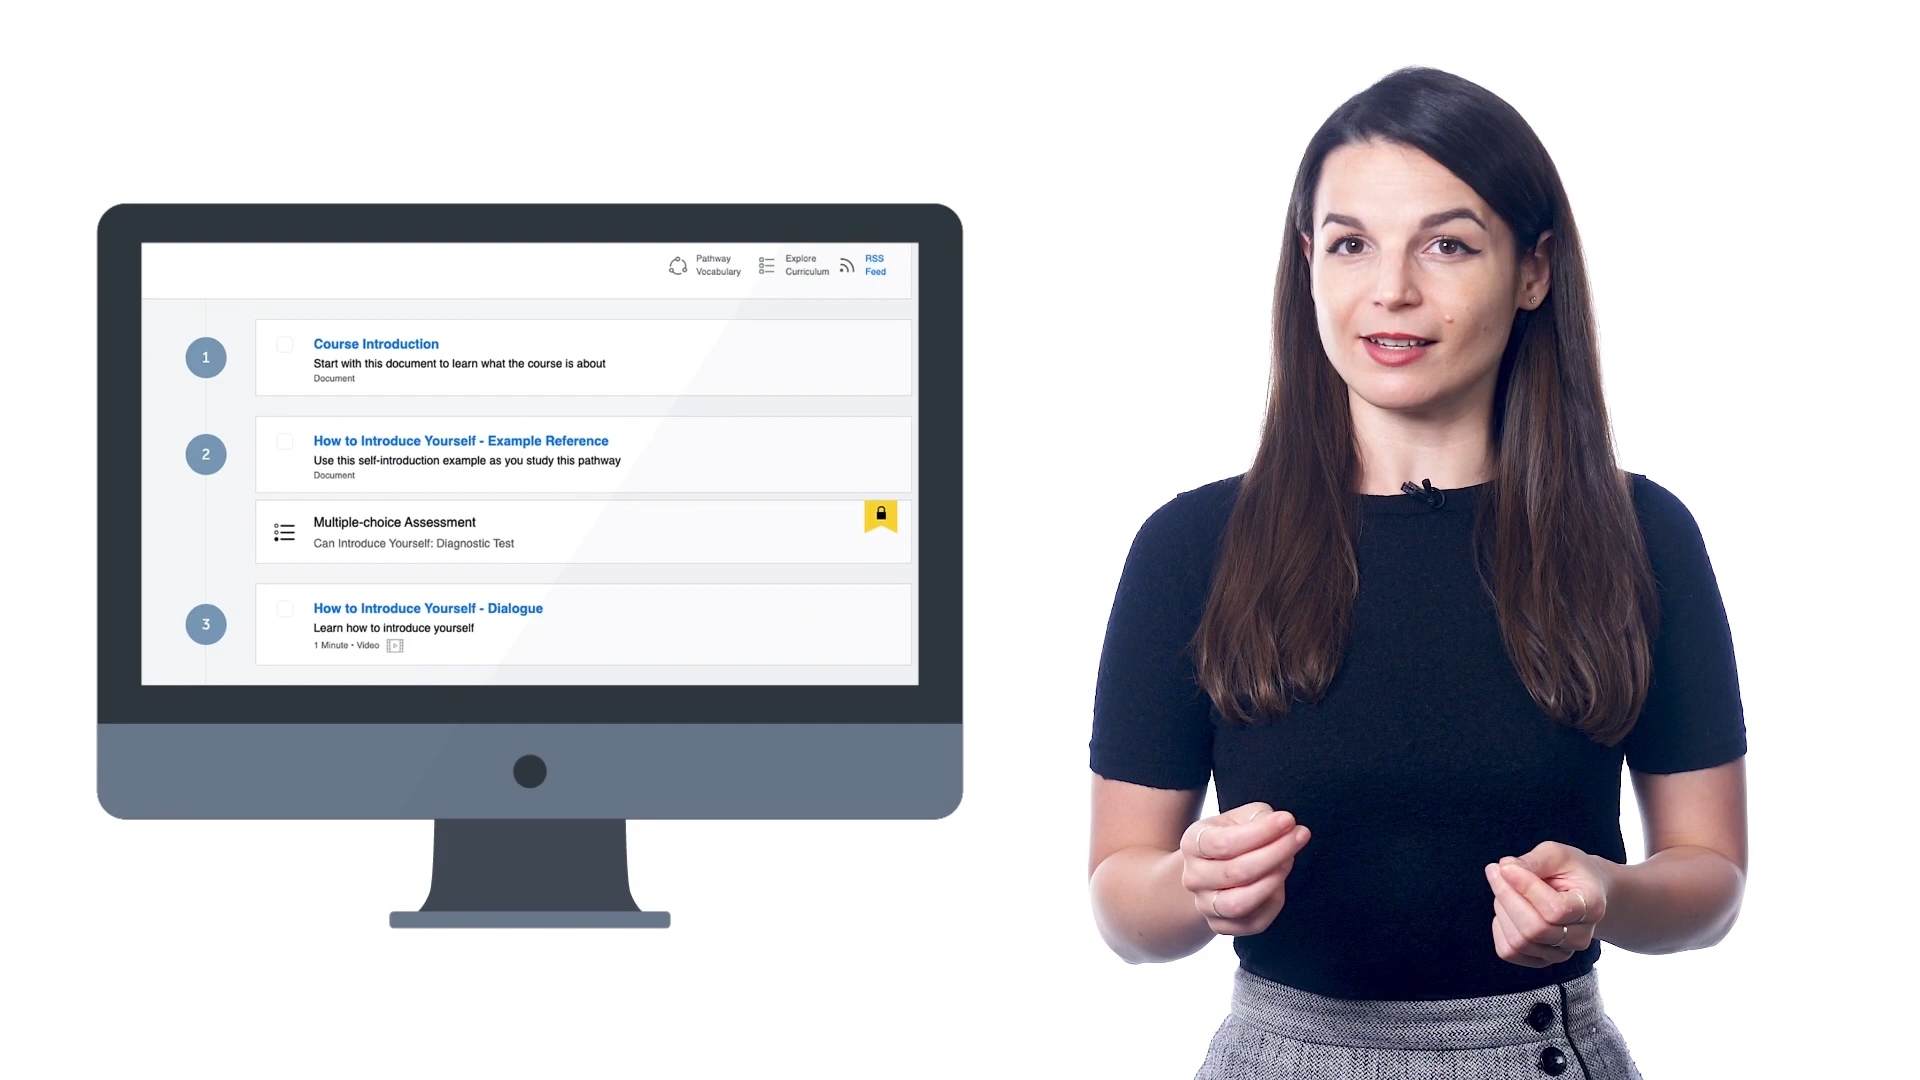 Pathway
Vocabulary
Explore
Curriculum
RSS
Feed
1
Course Introduction
Start with this document to learn what the course is about
Document
2
How to Introduce Yourself - Example Reference
Use this self-introduction example as you study this pathway
Document
Multiple-choice Assessment
Can Introduce Yourself: Diagnostic Test
3
How to Introduce Yourself - Dialogue
Learn how to introduce yourself
1 Minute • Video